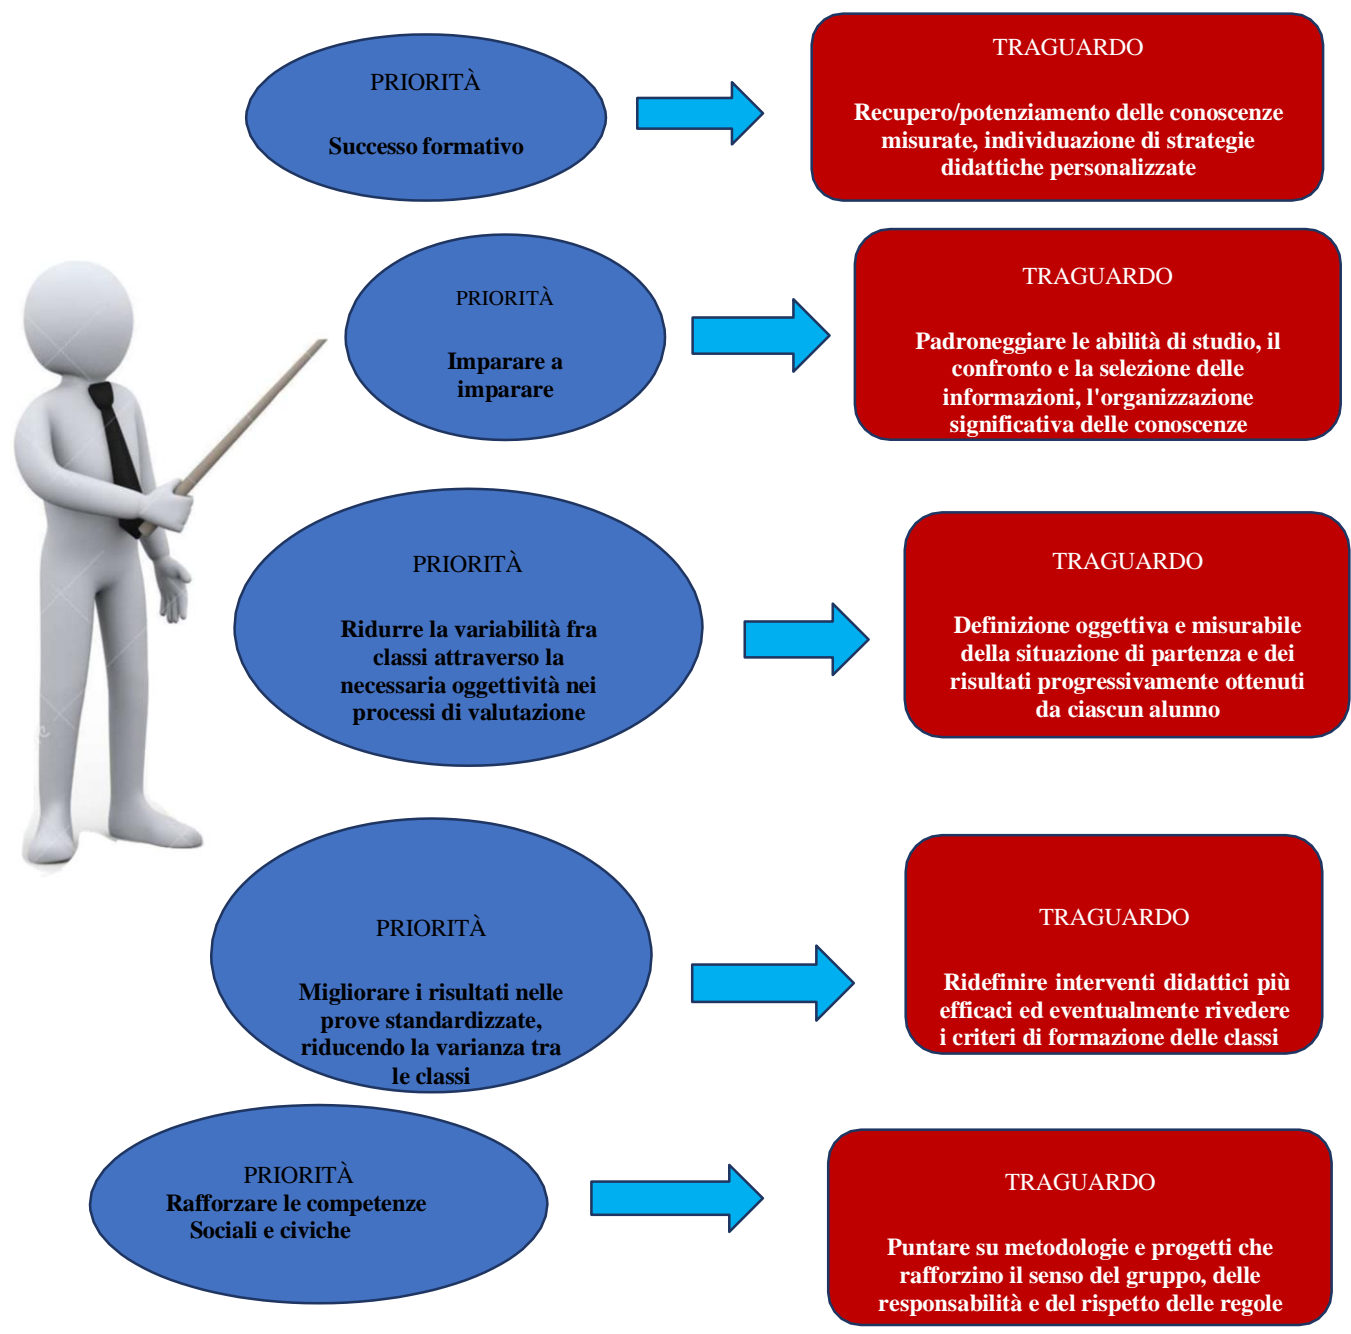 PRIORITÀ
Successo formativo
TRAGUARDO
Recupero/potenziamento delle conoscenze
misurate, individuazione di strategie
didattiche personalizzate
PRIORITÀ
Imparare a
imparare
TRAGUARDO
Padroneggiare le abilità di studio, il
confronto e la selezione delle
informazioni, l'organizzazione
significativa delle conoscenze
PRIORITÀ
Ridurre la variabilità fra
classi attraverso la
necessaria oggettività nei
processi di valutazione
TRAGUARDO
Definizione oggettiva e misurabile
della situazione di partenza e dei
risultati progressivamente ottenuti
da ciascun alunno
PRIORITÀ
Migliorare i risultati nelle
prove standardizzate,
riducendo la varianza tra
le classi
TRAGUARDO
Ridefinire interventi didattici più
efficaci ed eventualmente rivedere
i criteri di formazione delle classi
PRIORITÀ
Rafforzare le competenze
Sociali e civiche
TRAGUARDO
Puntare su metodologie e progetti che
rafforzino il senso del gruppo, delle
responsabilità e del rispetto delle regole